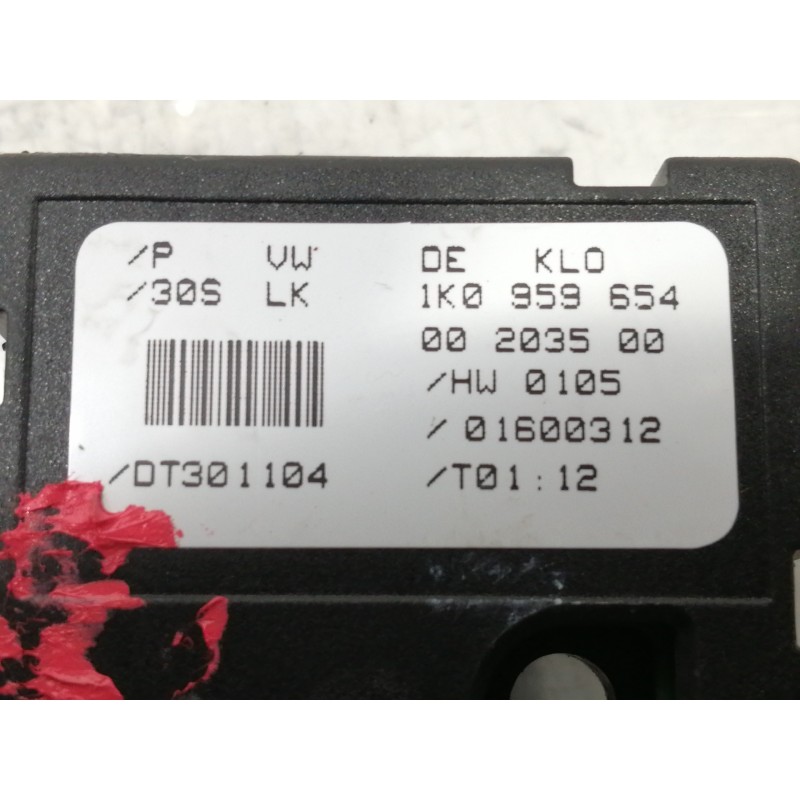 /P VW DE KLO
/30S LK 1K0 959 654
00 2035 00
/HW 0105
/01600312
/DT301104 /T01:12